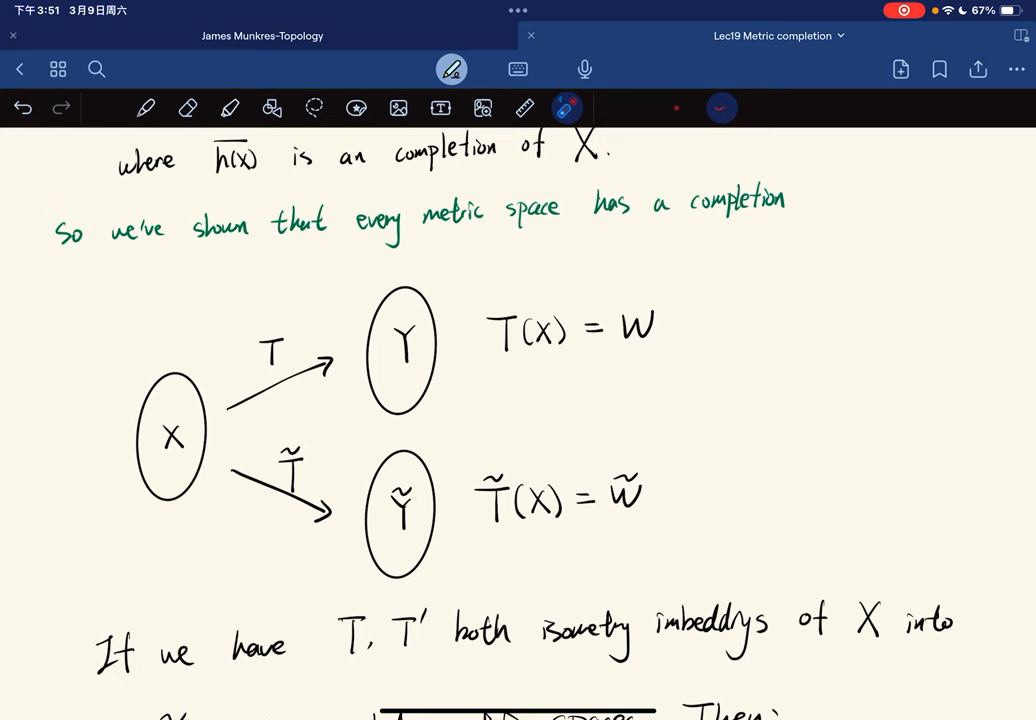 下午3:51 3月9日周六
67%
James Munkres-Topology
Lec19 Metric completion
where h(x) is an completion of X.
So we've shown that every metric space has a completion
T
Y
T(X) = W
X
T̃
Ỹ
T̃(X) = W̃
If we have T, T' both isometry imbeddys of X into
spaces Then: